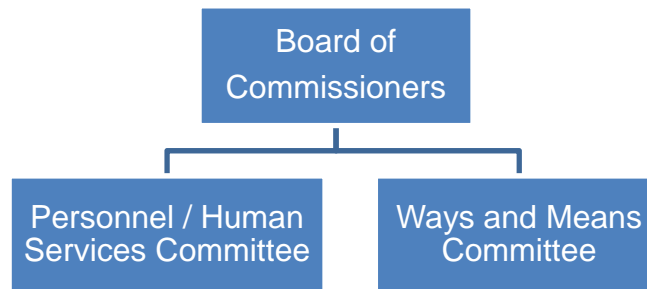 Board of
Commissioners
Personnel / Human
Services Committee
Ways and Means
Committee